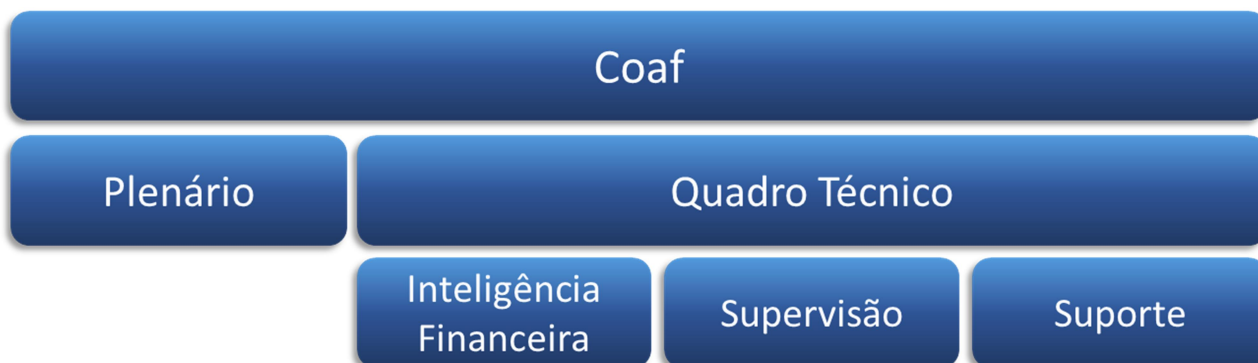 Coaf
Plenário
Quadro Técnico
Inteligência
Financeira
Supervisão
Suporte